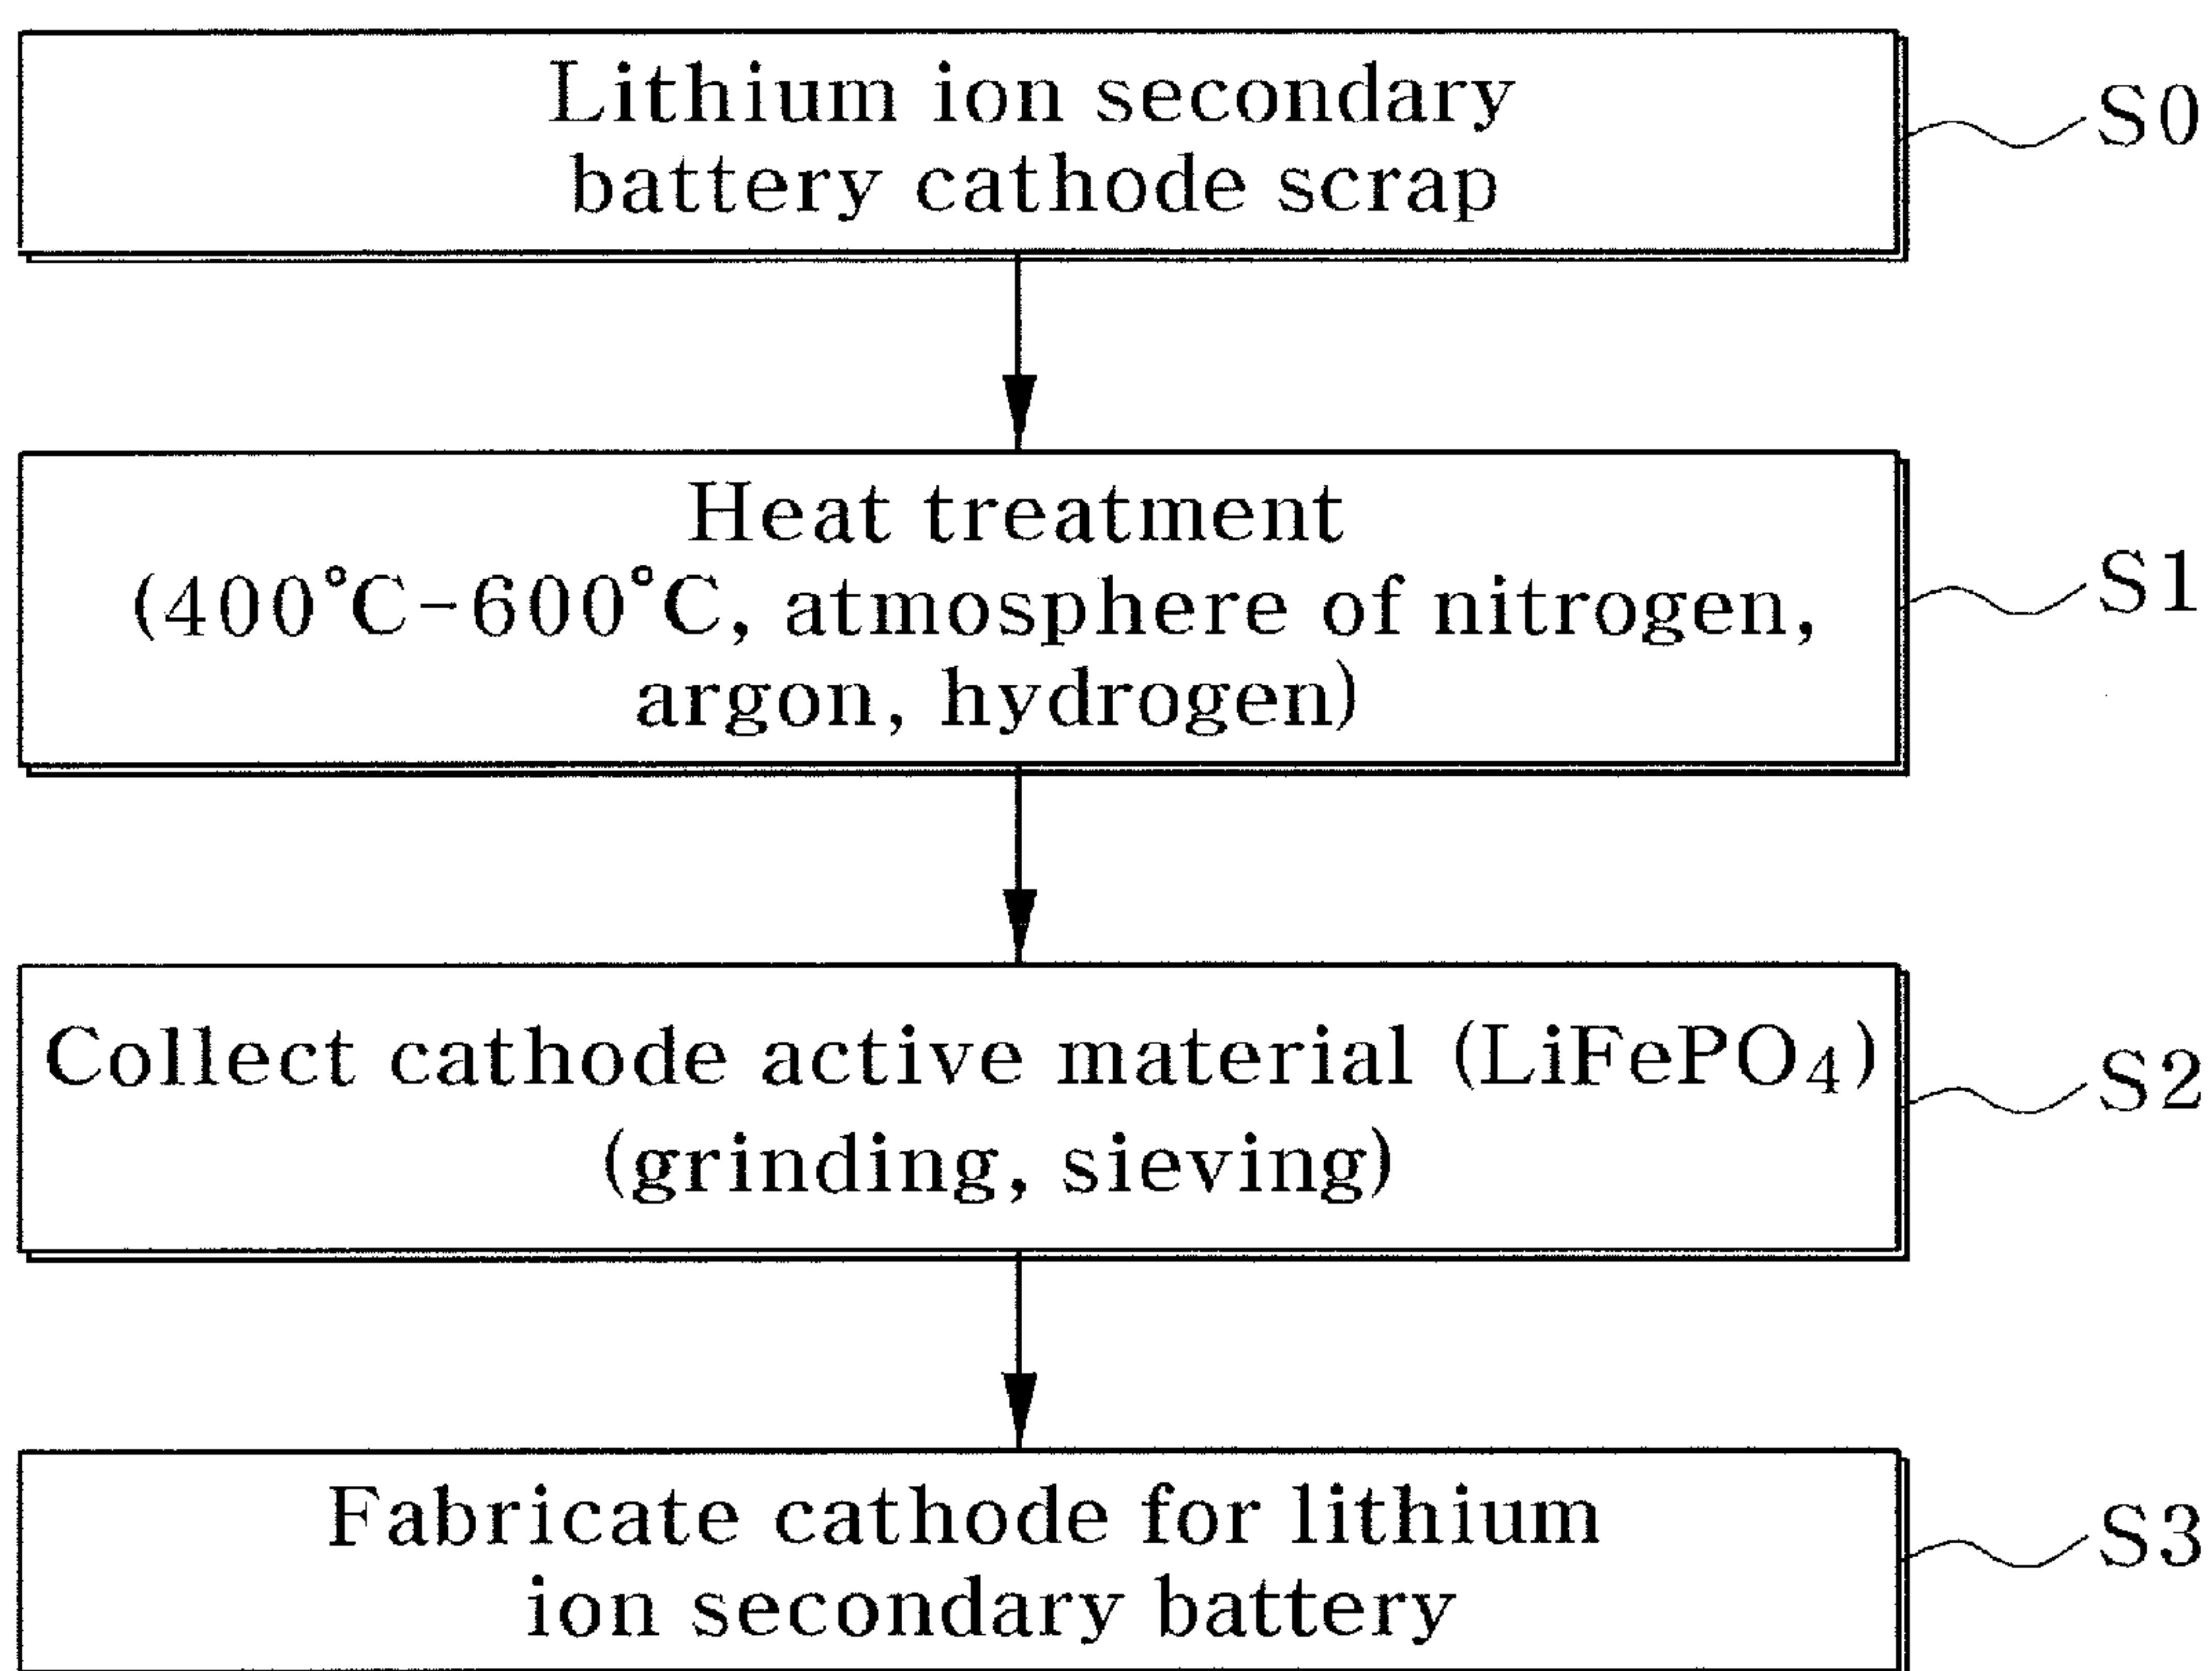 Lithium ion secondary
battery cathode scrap
S0
Heat treatment
(400°C-600°C, atmosphere of nitrogen,
argon, hydrogen)
S1
Collect cathode active material (LiFePO₄)
(grinding, sieving)
S2
Fabricate cathode for lithium
ion secondary battery
S3